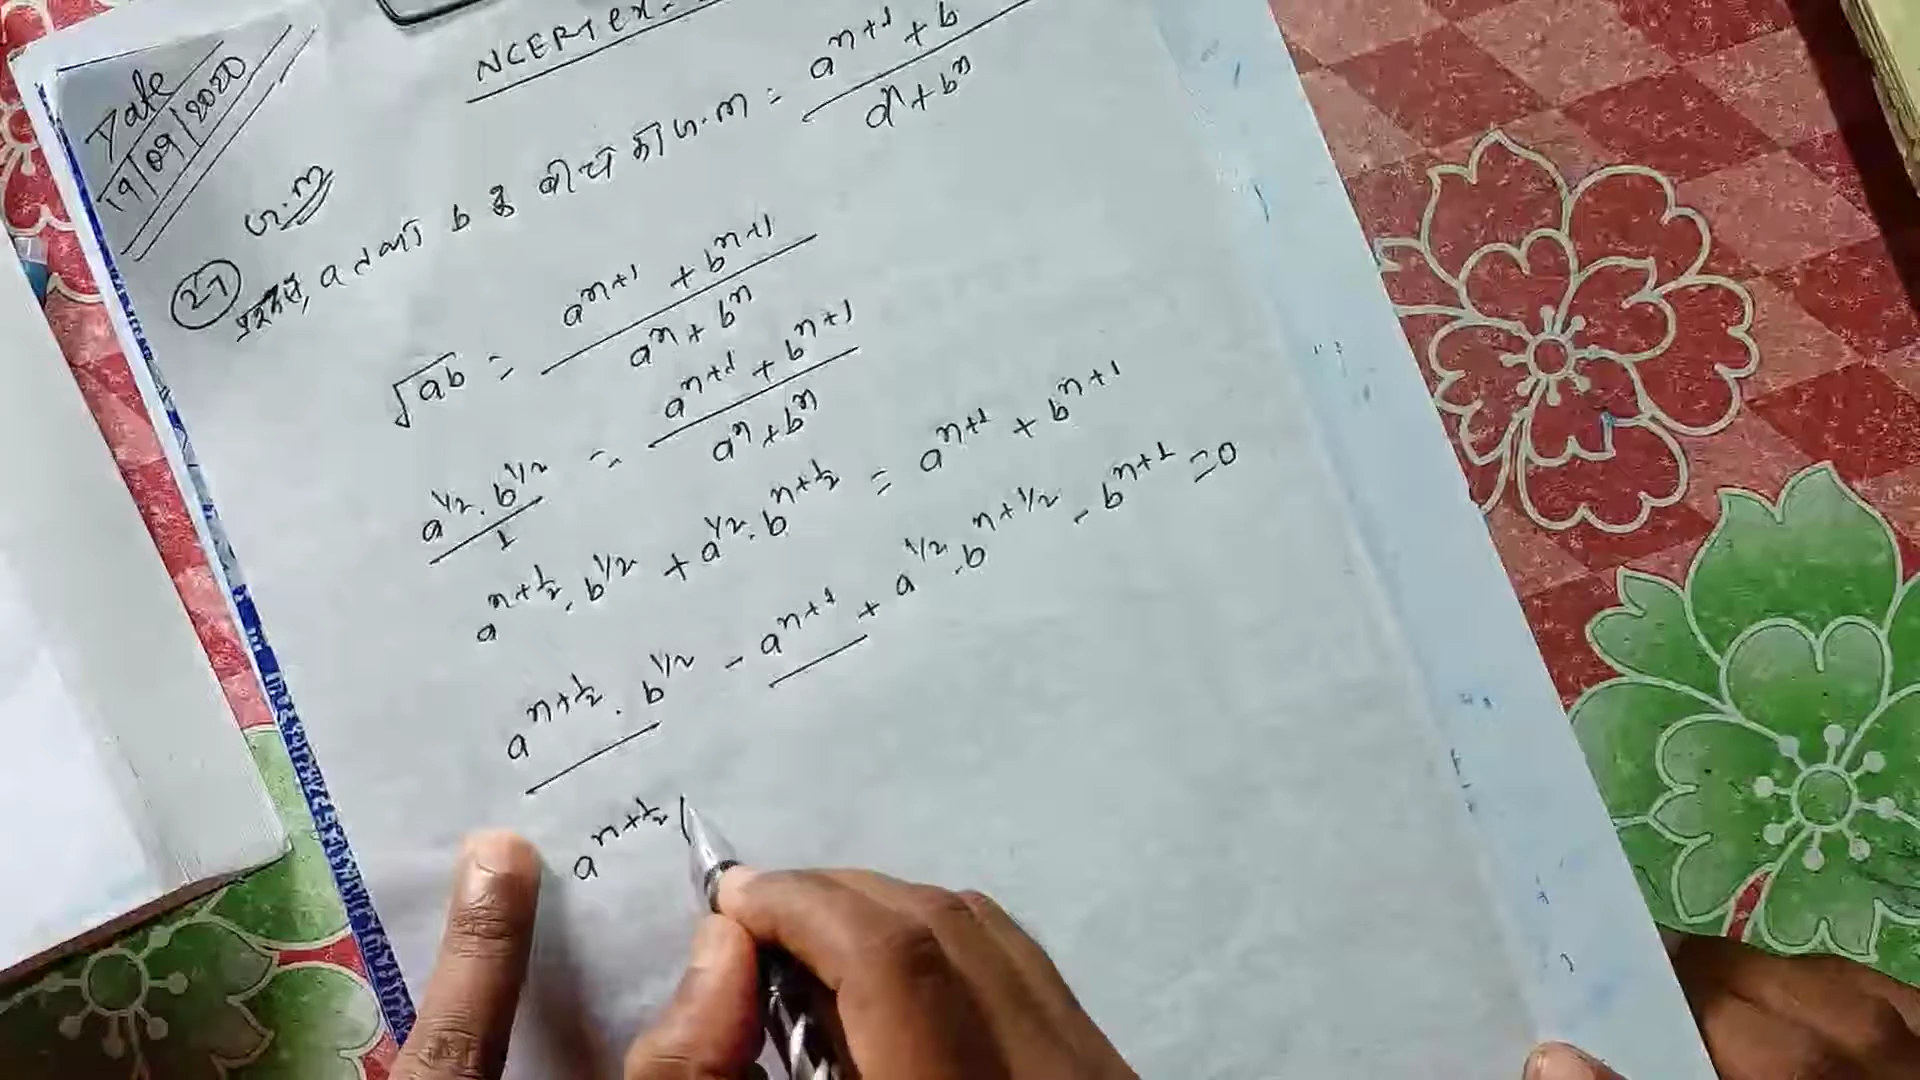 Date
19/09/2020
NCERT ex.
गु.म
(27) प्रश्न से, a तथा b के बीच का गु.म = (a^(n+1) + b) / (a^n + b^n)
√ab = (a^(n+1) + b^(n+1)) / (a^n + b^n)
(a^(1/2) . b^(1/2)) / 1 = (a^(n+1) + b^(n+1)) / (a^n + b^n)
a^(n+1/2) . b^(1/2) + a^(1/2) . b^(n+1/2) = a^(n+1) + b^(n+1)
a^(n+1/2) . b^(1/2) - a^(n+1) + a^(1/2) . b^(n+1/2) - b^(n+1) = 0
a^(n+1/2) (